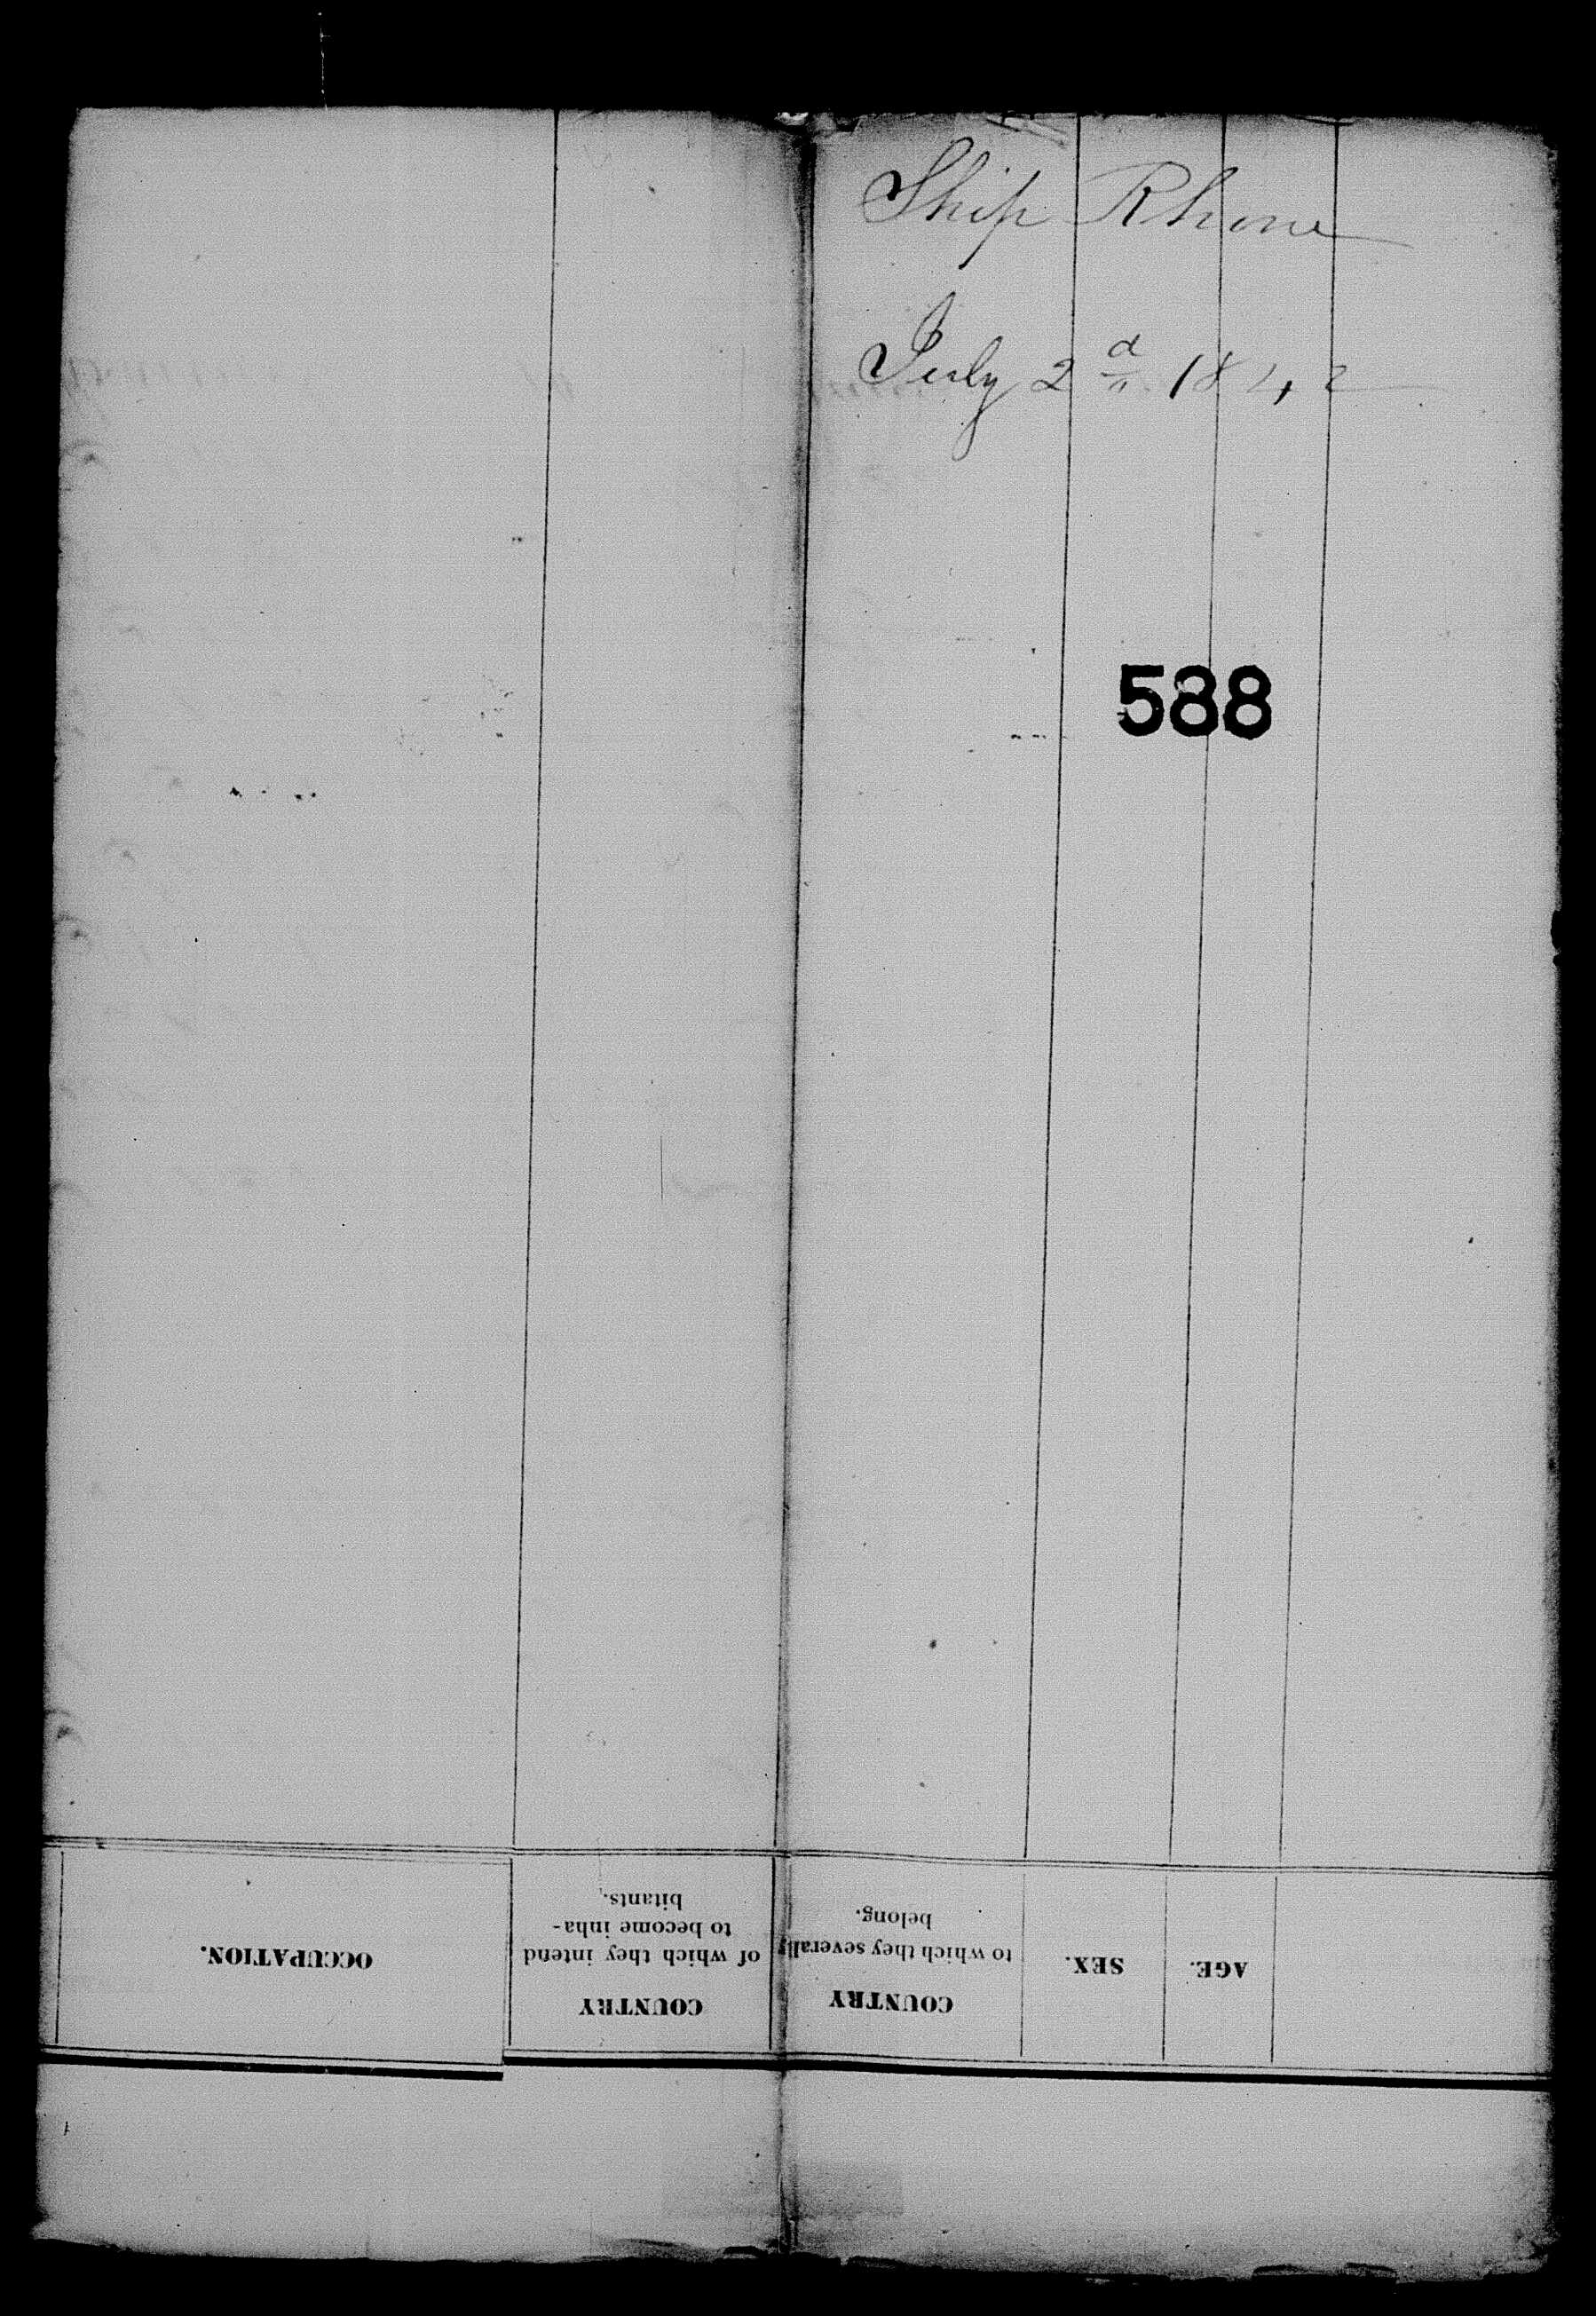 Ship Rhone
July 2d 1842
588
AGE.
SEX.
COUNTRY
to which they severally
belong.
COUNTRY
of which they intend
to become inha-
bitants.
OCCUPATION.